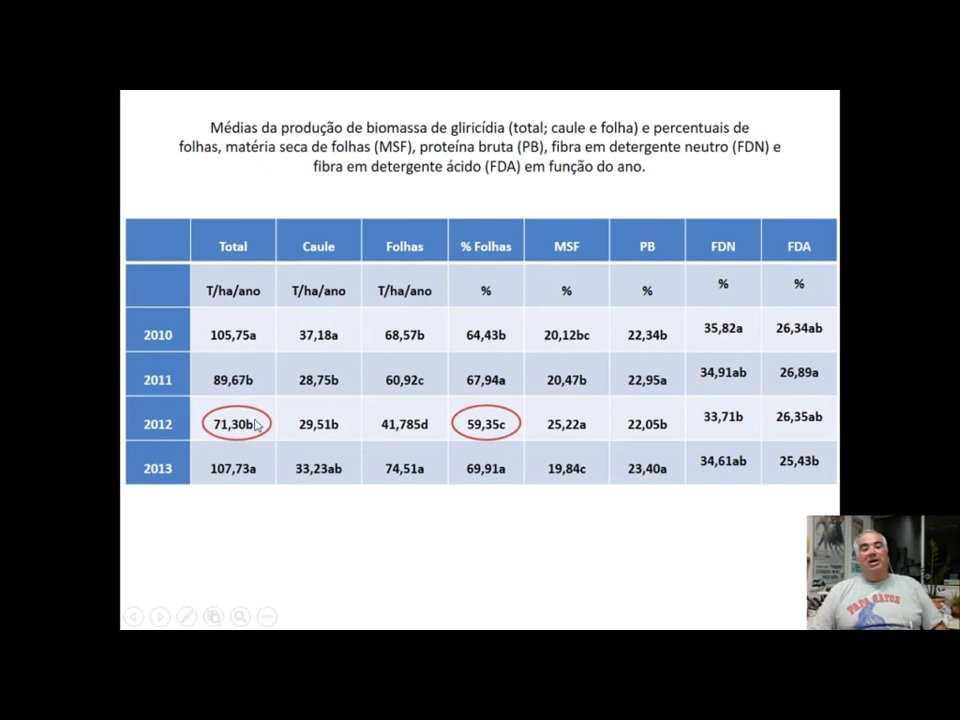 Médias da produção de biomassa de gliricídia (total; caule e folha) e percentuais de
folhas, matéria seca de folhas (MSF), proteína bruta (PB), fibra em detergente neutro (FDN) e
fibra em detergente ácido (FDA) em função do ano.
Total Caule Folhas % Folhas MSF PB FDN FDA
T/ha/ano T/ha/ano T/ha/ano % % % % %
2010 105,75a 37,18a 68,57b 64,43b 20,12bc 22,34b 35,82a 26,34ab
2011 89,67b 28,75b 60,92c 67,94a 20,47b 22,95a 34,91ab 26,89a
2012 71,30b 29,51b 41,785d 59,35c 25,22a 22,05b 33,71b 26,35ab
2013 107,73a 33,23ab 74,51a 69,91a 19,84c 23,40a 34,61ab 25,43b
PAPA GATOR